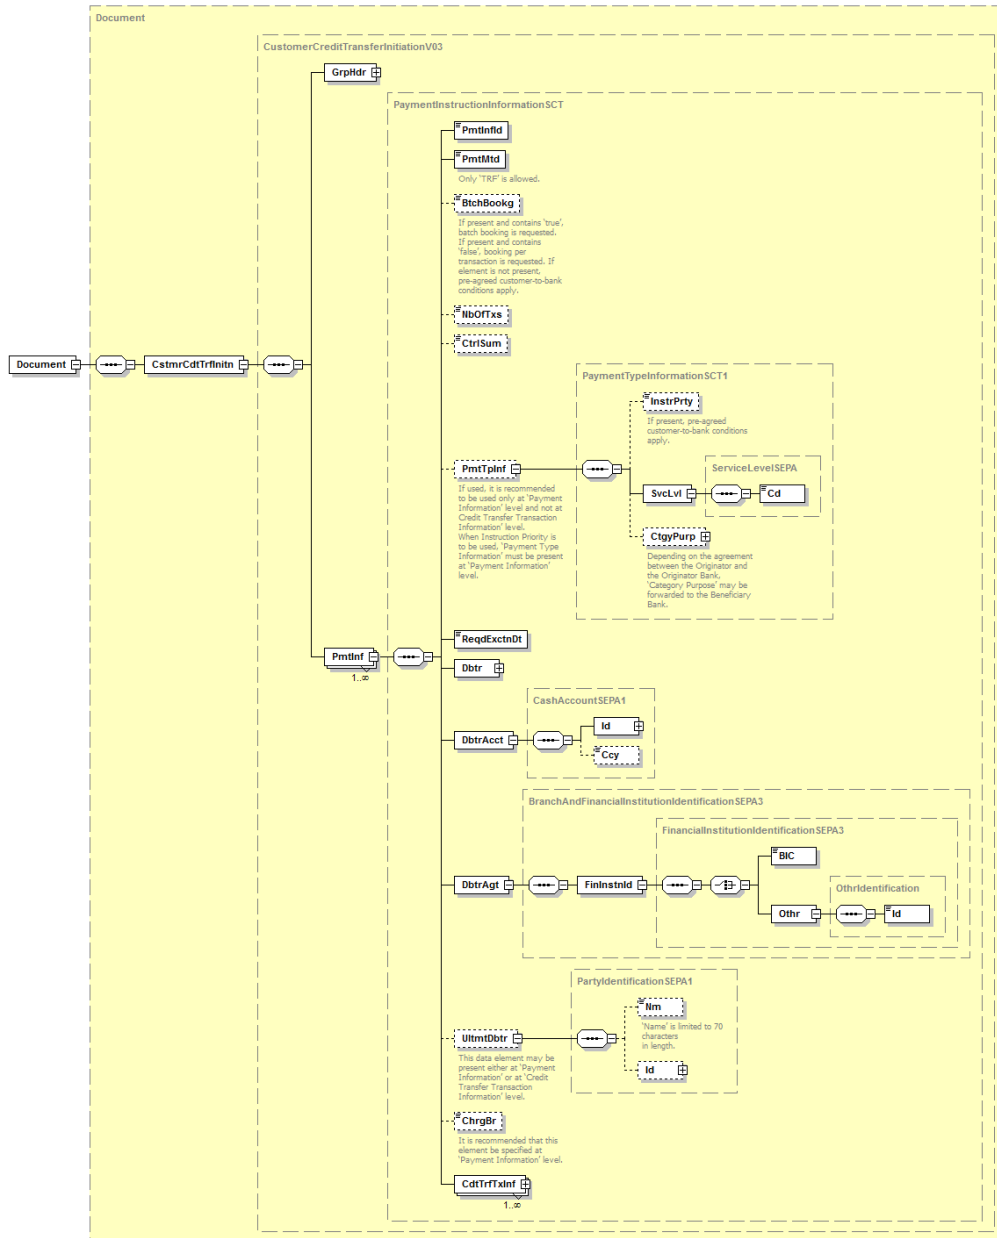 Document
CustomerCreditTransferInitiationV03
GrpHdr
PaymentInstructionInformationSCT
PmtInfId
PmtMtd
Only 'TRF' is allowed.
BtchBookg
If present and contains 'true',
batch booking is requested.
If present and contains
'false', booking per
transaction is requested. If
element is not present,
pre-agreed customer-to-bank
conditions apply.
NbOfTxs
CtrlSum
Document
CstmrCdtTrfInitn
PaymentTypeInformationSCT1
InstrPrty
If present, pre-agreed
customer-to-bank conditions
apply.
ServiceLevelSEPA
PmtTpInf
SvcLvl
Cd
If used, it is recommended
to be used only at 'Payment
Information' level and not at
Credit Transfer Transaction
Information' level.
When Instruction Priority is
to be used, 'Payment Type
Information' must be present
at 'Payment Information'
level.
CtgyPurp
Depending on the agreement
between the Originator and
the Originator Bank,
'Category Purpose' may be
forwarded to the Beneficiary
Bank.
ReqdExctnDt
PmtInf
1..∞
Dbtr
CashAccountSEPA1
Id
DbtrAcct
Ccy
BranchAndFinancialInstitutionIdentificationSEPA3
FinancialInstitutionIdentificationSEPA3
BIC
DbtrAgt
FinInstnId
OthrIdentification
Othr
Id
PartyIdentificationSEPA1
Nm
'Name' is limited to 70
characters
in length.
UltmtDbtr
Id
This data element may be
present either at 'Payment
Information' or at 'Credit
Transfer Transaction
Information' level.
ChrgBr
It is recommended that this
element be specified at
'Payment Information' level.
CdtTrfTxInf
1..∞